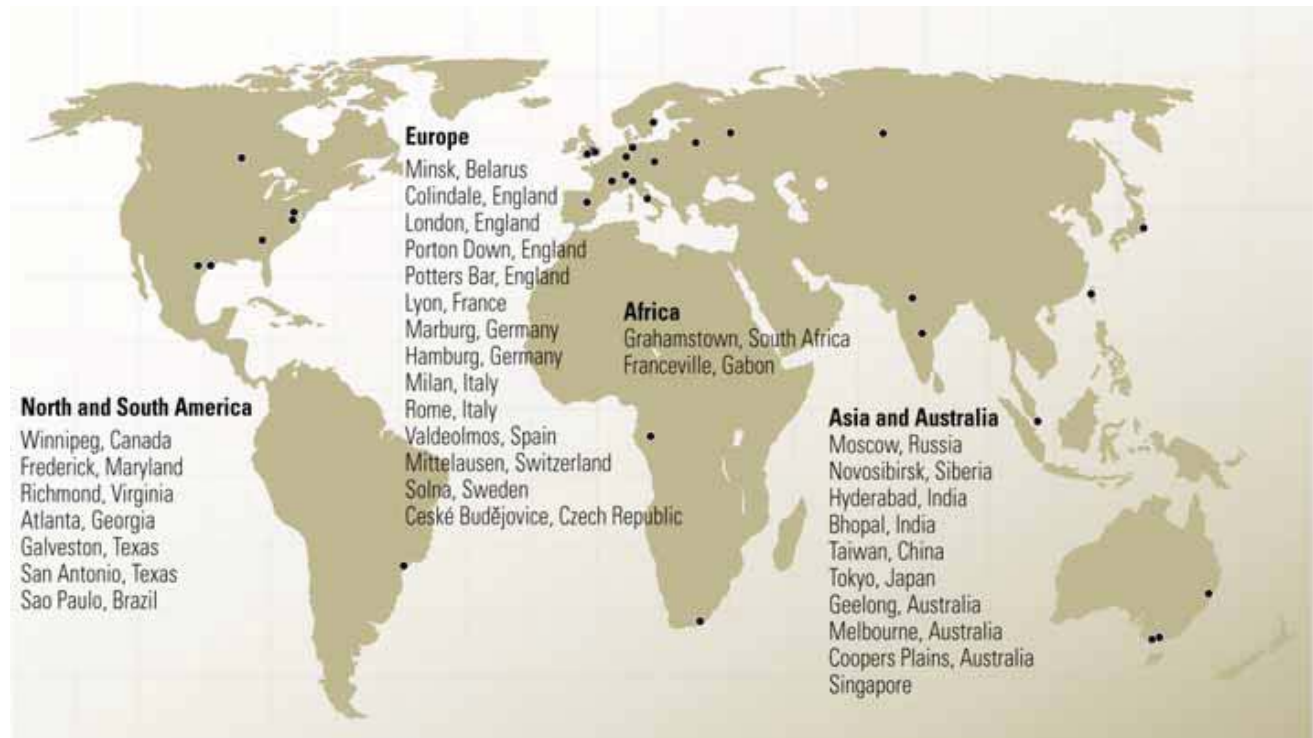 Europe
Minsk, Belarus
Colindale, England
London, England
Porton Down, England
Potters Bar, England
Lyon, France
Marburg, Germany
Hamburg, Germany
Milan, Italy
Rome, Italy
Valdeolmos, Spain
Mittelausen, Switzerland
Solna, Sweden
Ceské Budějovice, Czech Republic
Africa
Grahamstown, South Africa
Franceville, Gabon
North and South America
Winnipeg, Canada
Frederick, Maryland
Richmond, Virginia
Atlanta, Georgia
Galveston, Texas
San Antonio, Texas
Sao Paulo, Brazil
Asia and Australia
Moscow, Russia
Novosibirsk, Siberia
Hyderabad, India
Bhopal, India
Taiwan, China
Tokyo, Japan
Geelong, Australia
Melbourne, Australia
Coopers Plains, Australia
Singapore